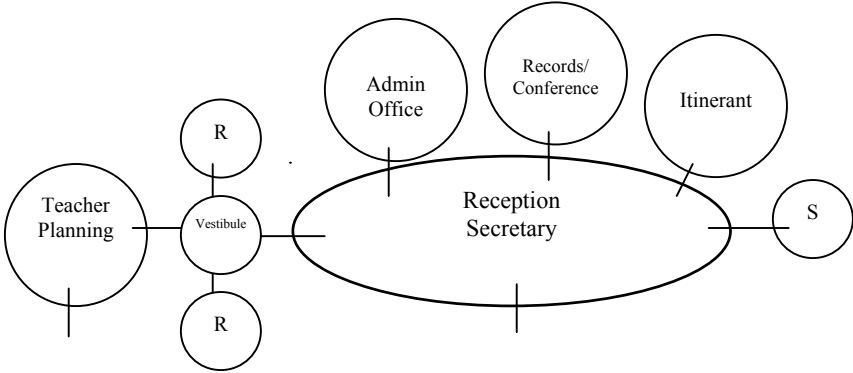 Admin
Office
Records/
Conference
Itinerant
R
Teacher
Planning
Vestibule
Reception
Secretary
S
R